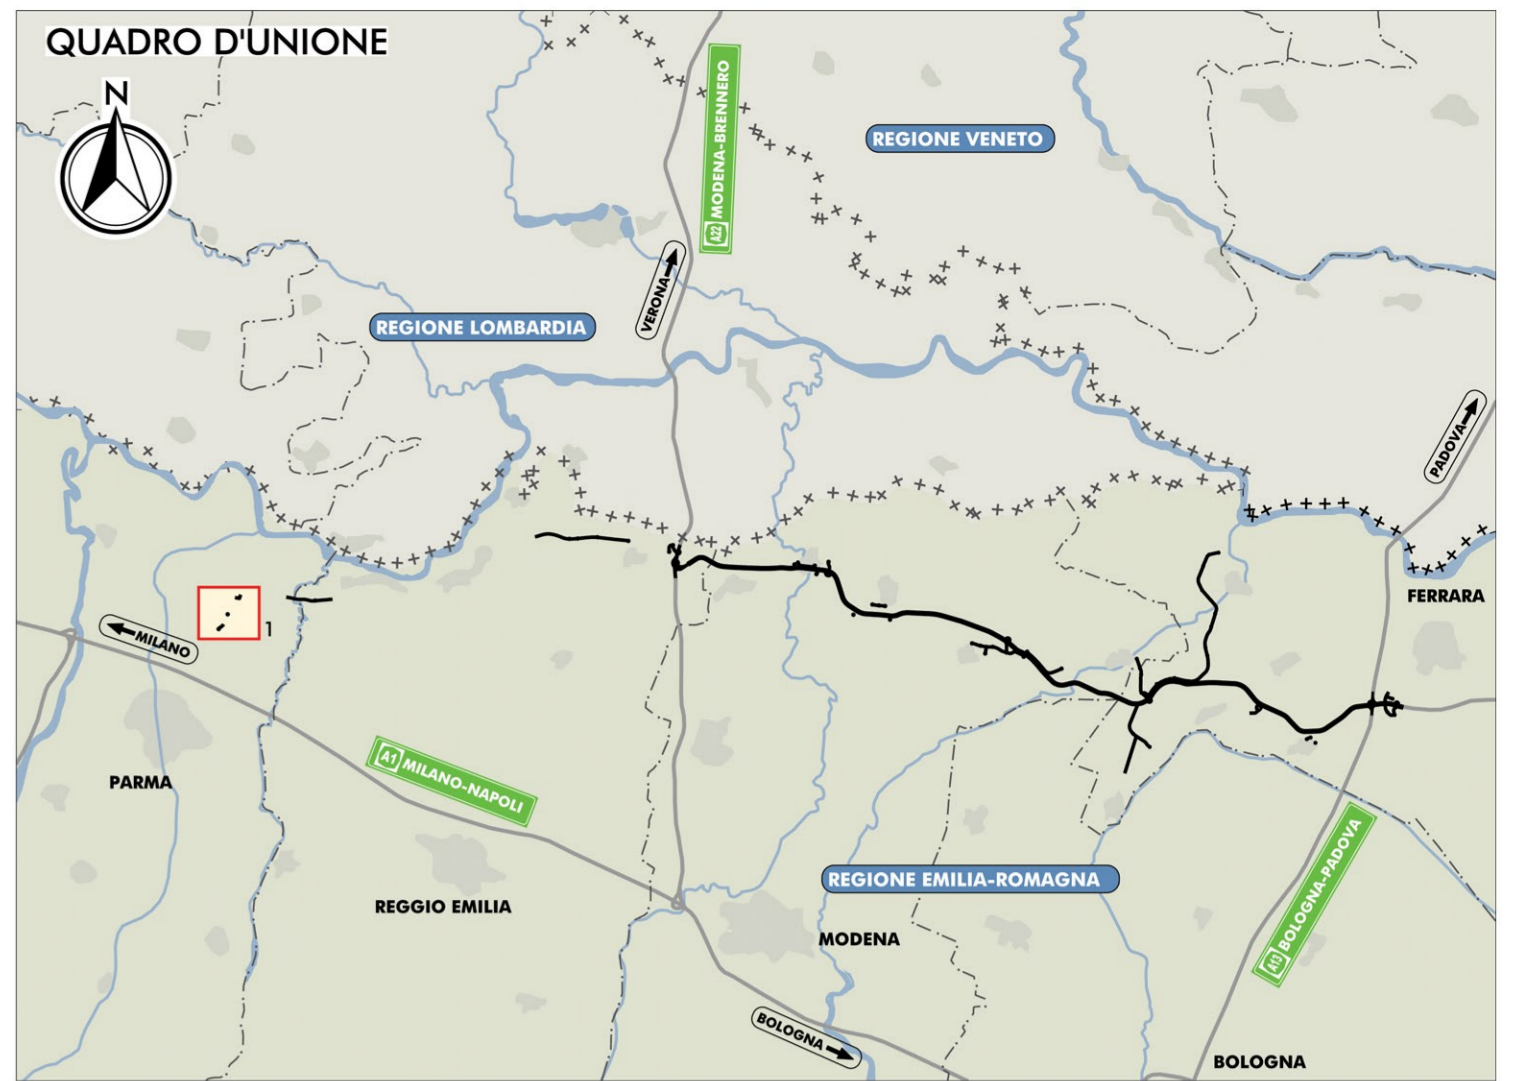 QUADRO D'UNIONE
N
A22 MODENA-BRENNERO
REGIONE VENETO
VERONA
REGIONE LOMBARDIA
PADOVA
FERRARA
1
MILANO
A1 MILANO-NAPOLI
PARMA
REGGIO EMILIA
REGIONE EMILIA-ROMAGNA
A13 BOLOGNA-PADOVA
MODENA
BOLOGNA
BOLOGNA